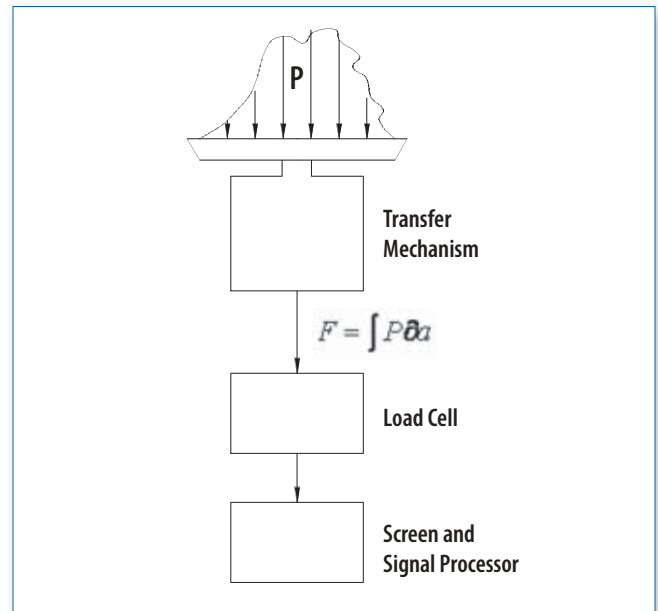 P
Transfer
Mechanism
F = ∫ P∂a
Load Cell
Screen and
Signal Processor